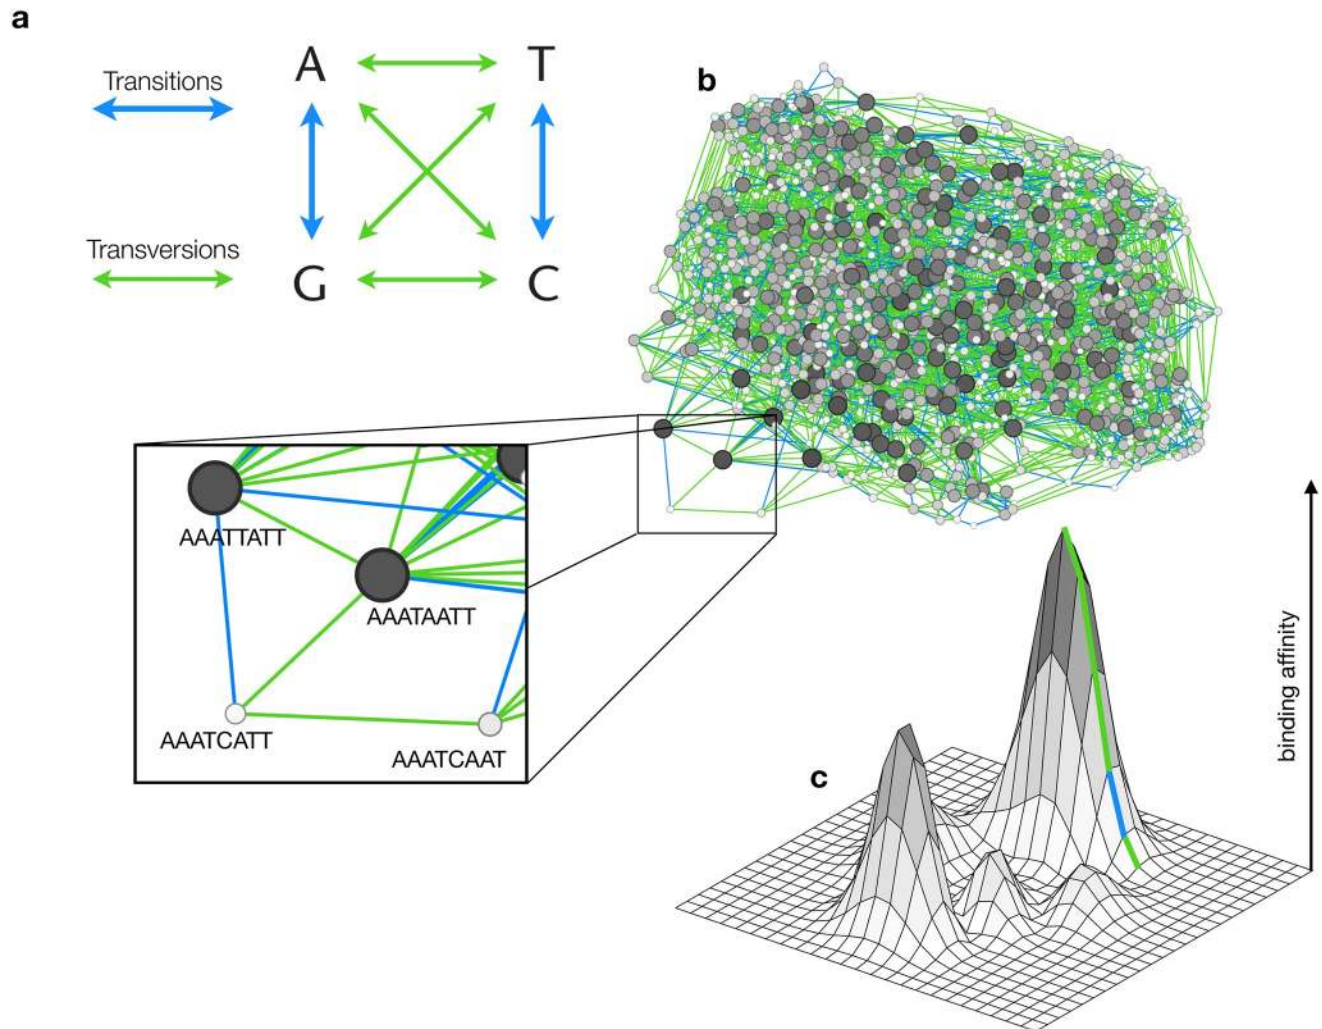 a
Transitions
A
T
b
Transversions
G
C
AAATTATT
AAATAATT
AAATCATT
AAATCAAT
c
binding affinity